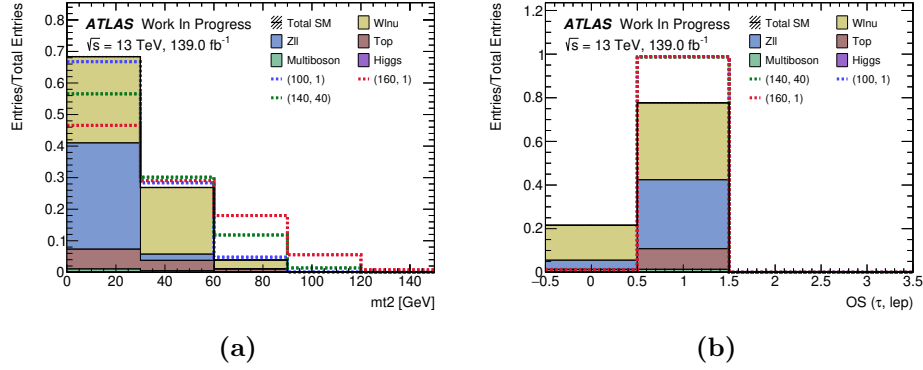 ATLAS Work In Progress
√s = 13 TeV, 139.0 fb⁻¹
Total SM
Wlnu
Zll
Top
Multiboson
Higgs
(100, 1)
(160, 1)
(140, 40)
Entries/Total Entries
0.8
0.7
0.6
0.5
0.4
0.3
0.2
0.1
0
0 20 40 60 80 100 120 140
mt2 [GeV]
(a)
ATLAS Work In Progress
√s = 13 TeV, 139.0 fb⁻¹
Total SM
Wlnu
Zll
Top
Multiboson
Higgs
(140, 40)
(100, 1)
(160, 1)
Entries/Total Entries
1.2
1
0.8
0.6
0.4
0.2
0
−0.5 0 0.5 1 1.5 2 2.5 3 3.5
OS (τ, lep)
(b)